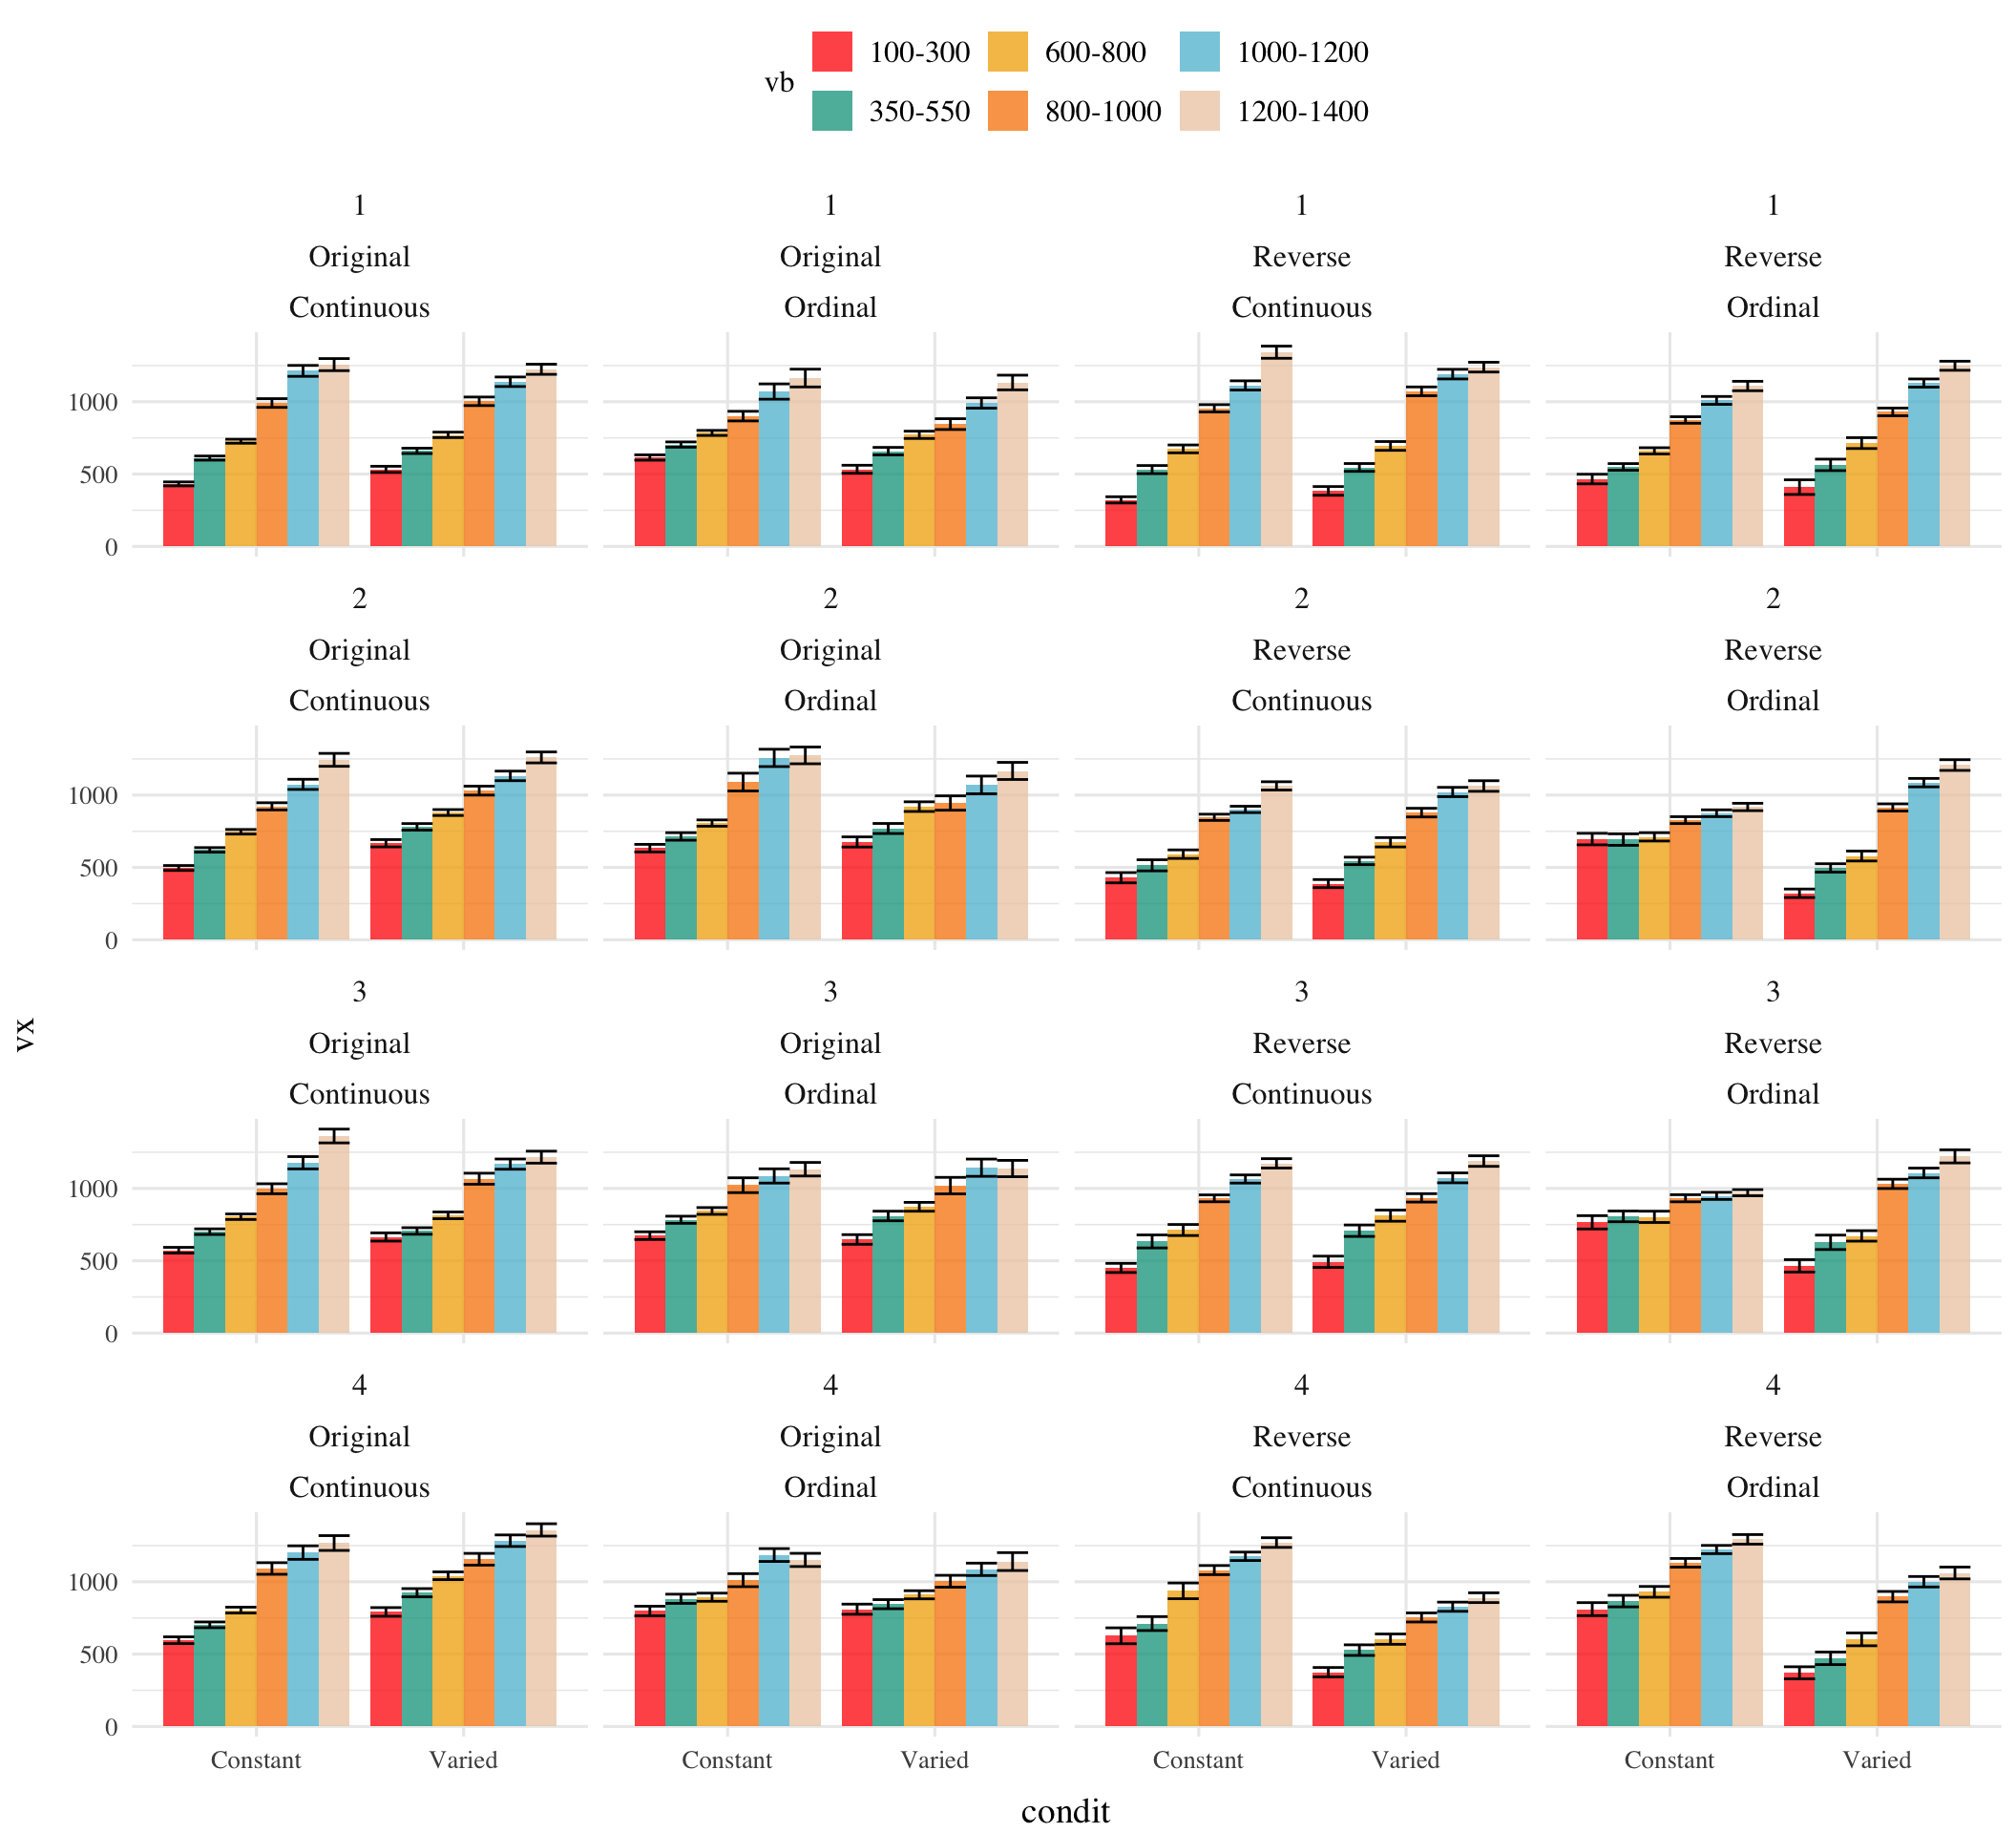 vb
100-300
600-800
1000-1200
350-550
800-1000
1200-1400
1
1
1
1
Original
Original
Reverse
Reverse
Continuous
Ordinal
Continuous
Ordinal
1000
500
0
2
2
2
2
Original
Original
Reverse
Reverse
Continuous
Ordinal
Continuous
Ordinal
1000
500
0
3
3
3
3
Original
Original
Reverse
Reverse
Continuous
Ordinal
Continuous
Ordinal
1000
500
0
4
4
4
4
Original
Original
Reverse
Reverse
Continuous
Ordinal
Continuous
Ordinal
1000
500
0
vx
Constant
Varied
Constant
Varied
Constant
Varied
Constant
Varied
condit